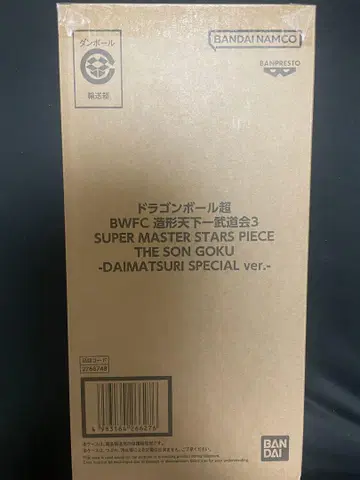 ダンボール
輸送箱
BANDAI NAMCO
BANPRESTO
ドラゴンボール超
BWFC 造形天下一武道会3
SUPER MASTER STARS PIECE
THE SON GOKU
-DAIMATSURI SPECIAL ver.-
BAN
DAI